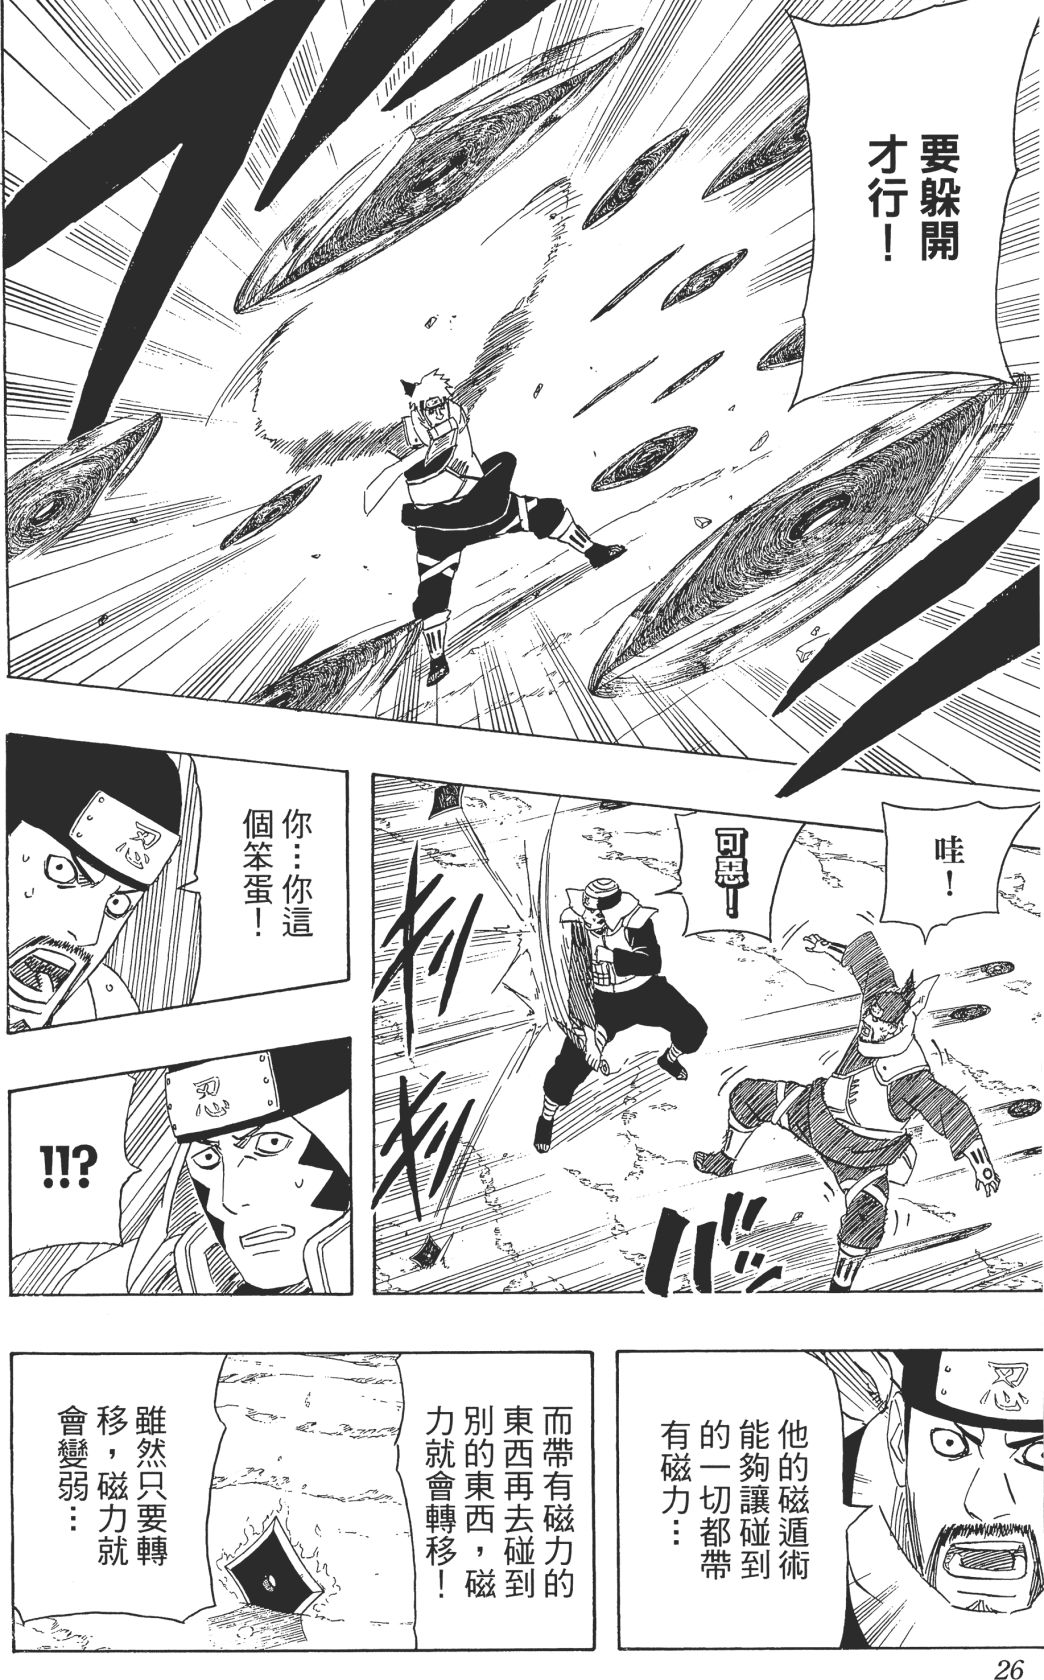 要躲開
才行！
哇！
可惡！
你…你這
個笨蛋！
!!?
他的磁遁術
能夠讓碰到
的一切都帶
有磁力…
而帶有磁力的
東西再去碰到
別的東西，磁
力就會轉移！
雖然只要轉
移，磁力就
會變弱…
忍
忍
忍
26